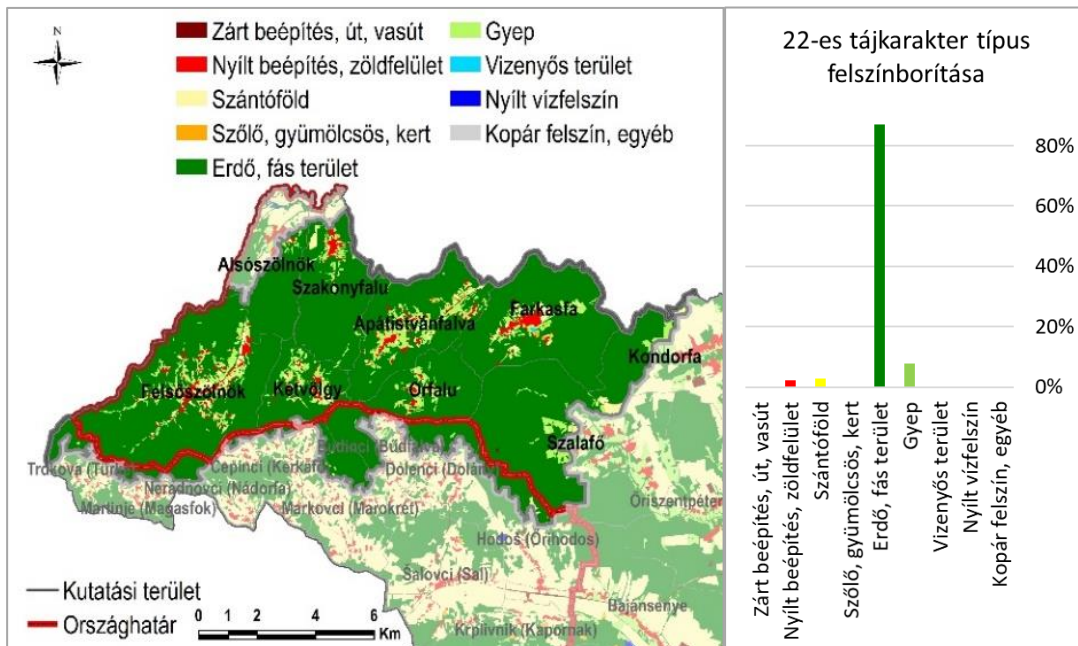 N
Zárt beépítés, út, vasút
Nyílt beépítés, zöldfelület
Szántóföld
Szőlő, gyümölcsös, kert
Erdő, fás terület
Gyep
Vizenyős terület
Nyílt vízfelszín
Kopár felszín, egyéb
Alsószölnök
Szakonyfalu
Apátistvánfalva
Farkasfa
Kondorfa
Felsőszölnök
Kétvölgy
Orfalu
Szalafő
Budinci (Búdfalva)
Trdkova (Türke)
Čepinci (Kerkafő)
Dolenci (Dolány)
Neradnovci (Nádorfa)
Martinje (Magasfok)
Markovci (Marokrét)
Őriszentpéter
Hodoš (Őrihodos)
Šalovci (Sal)
Bajánsenye
Krplivnik (Kapornak)
Kutatási terület
Országhatár
0 1 2 4 6
Km
22-es tájkarakter típus
felszínborítása
80%
60%
40%
20%
0%
Zárt beépítés, út, vasút
Nyílt beépítés, zöldfelület
Szántóföld
Szőlő, gyümölcsös, kert
Erdő, fás terület
Gyep
Vizenyős terület
Nyílt vízfelszín
Kopár felszín, egyéb